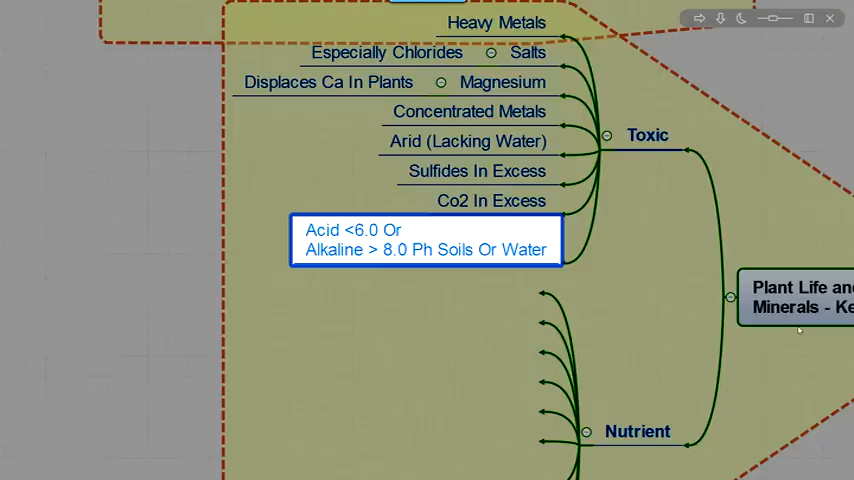 Heavy Metals
Especially Chlorides Salts
Displaces Ca In Plants Magnesium
Concentrated Metals
Arid (Lacking Water)
Toxic
Sulfides In Excess
Co2 In Excess
Acid <6.0 Or
Alkaline > 8.0 Ph Soils Or Water
Plant Life an
Minerals - Ke
Nutrient